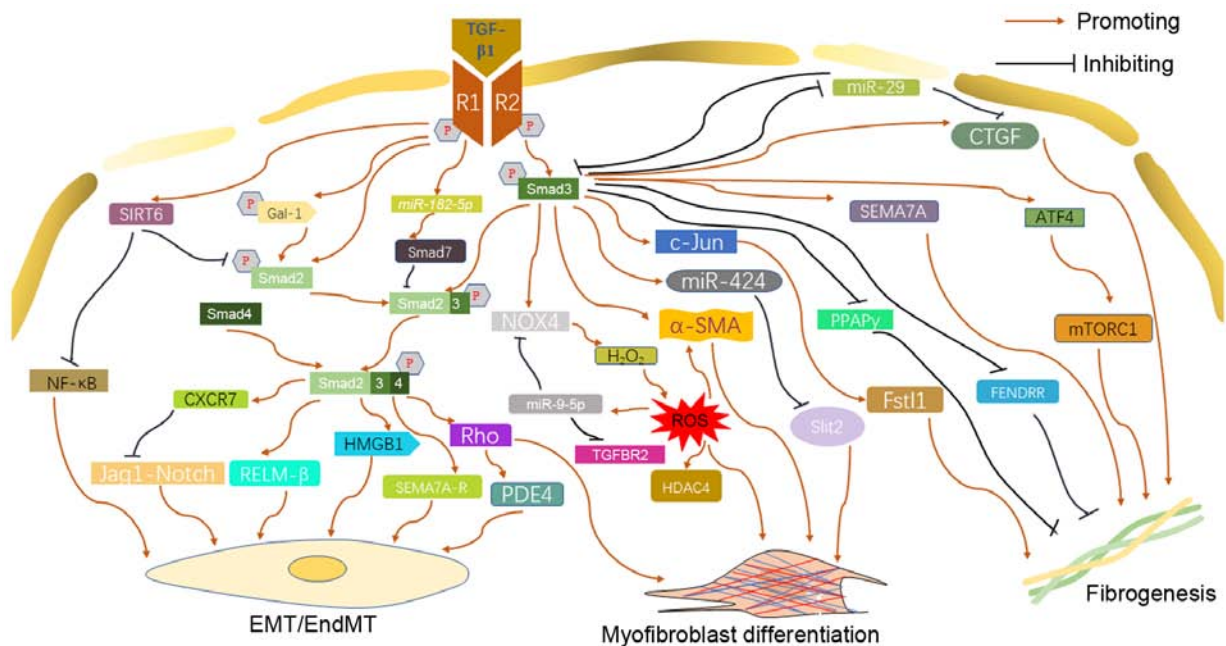 TGF-
β1
Promoting
Inhibiting
R1
R2
P
P
miR-29
CTGF
P
Smad3
P
Gal-1
miR-182-5p
SIRT6
SEMA7A
ATF4
c-Jun
Smad7
P
Smad2
miR-424
P
Smad2 3
Smad4
NOX4
α-SMA
PPAPγ
mTORC1
H₂O₂
P
NF-κB
Smad2 3 4
CXCR7
miR-9-5p
ROS
Fstl1
FENDRR
HMGB1
Rho
TGFBR2
Slit2
Jag1-Notch
RELM-β
SEMA7A-R
PDE4
HDAC4
Fibrogenesis
EMT/EndMT
Myofibroblast differentiation